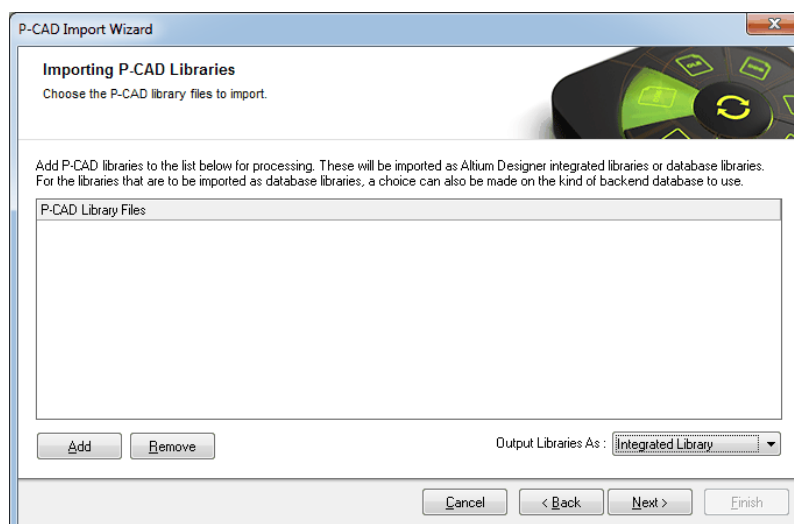 P-CAD Import Wizard
Importing P-CAD Libraries
Choose the P-CAD library files to import.
Add P-CAD libraries to the list below for processing. These will be imported as Altium Designer integrated libraries or database libraries.
For the libraries that are to be imported as database libraries, a choice can also be made on the kind of backend database to use.
P-CAD Library Files
Add
Remove
Output Libraries As :
Integrated Library
Cancel
< Back
Next >
Finish